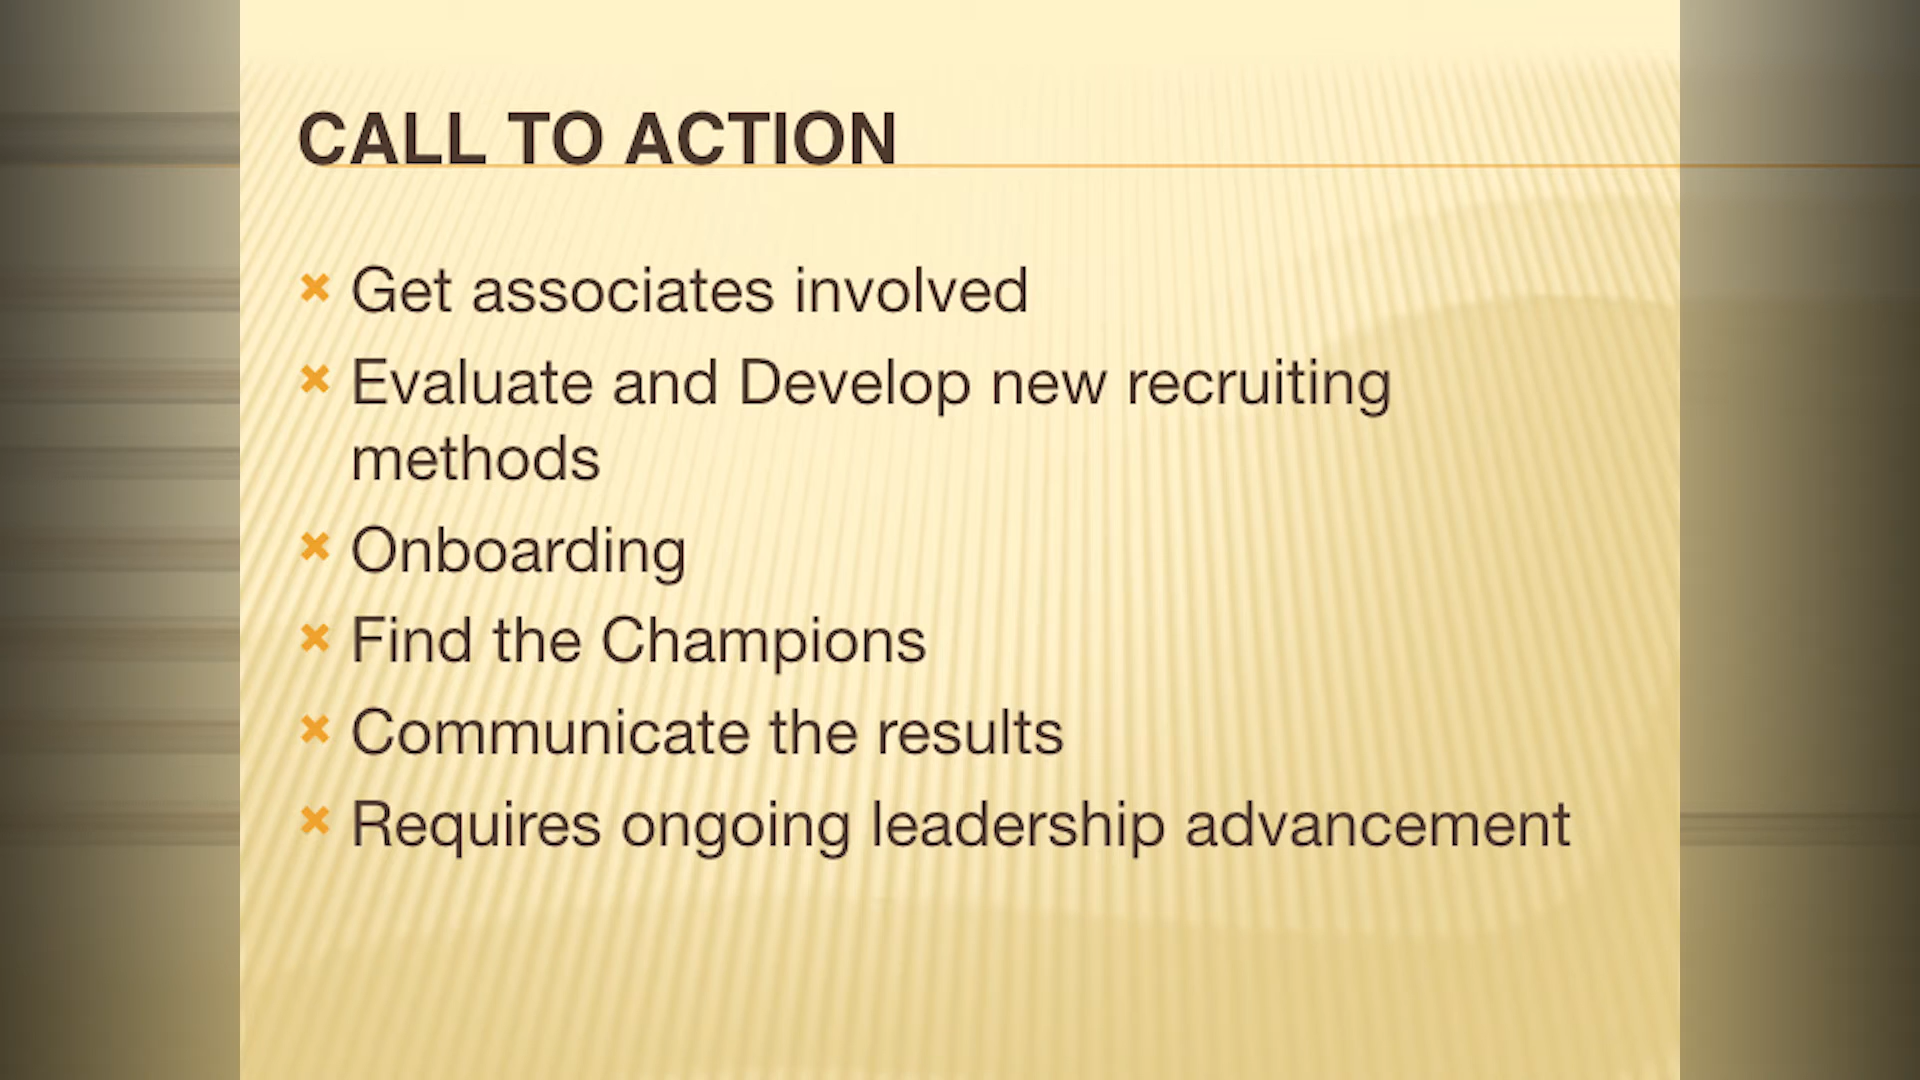 CALL TO ACTION
Get associates involved
Evaluate and Develop new recruiting
methods
Onboarding
Find the Champions
Communicate the results
Requires ongoing leadership advancement